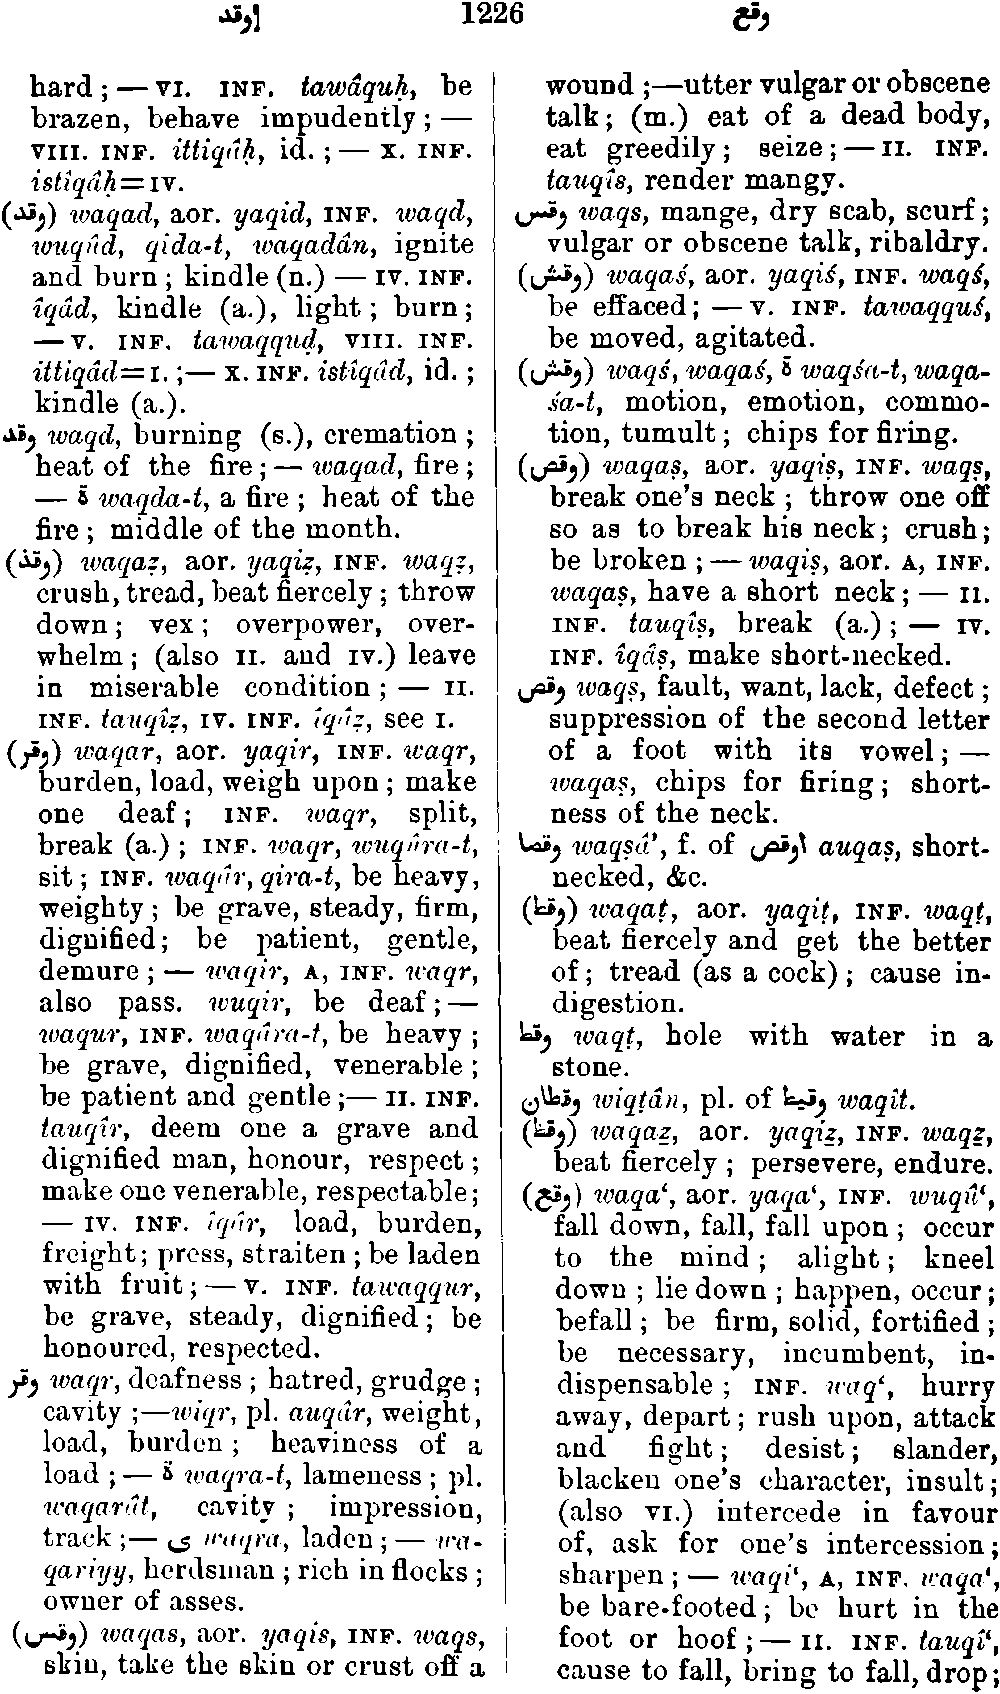 اوقد 1226 وقع
hard ; — VI. INF. tawâquḥ, be
brazen, behave impudently ; —
VIII. INF. ittiqâḥ, id. ; — X. INF.
istîqâḥ = IV.
(وقد) waqad, aor. yaqid, INF. waqd,
wuqûd, qida-t, waqadân, ignite
and burn ; kindle (n.) — IV. INF.
îqâd, kindle (a.), light ; burn ;
— V. INF. tawaqquḍ, VIII. INF.
ittiqâd = I. ; — X. INF. istîqâd, id. ;
kindle (a.).
وقد waqd, burning (s.), cremation ;
heat of the fire ; — waqad, fire ;
— ة waqda-t, a fire ; heat of the
fire ; middle of the month.
(وقذ) waqaẓ, aor. yaqiẓ, INF. waqẓ,
crush, tread, beat fiercely ; throw
down ; vex ; overpower, over-
whelm ; (also II. and IV.) leave
in miserable condition ; — II.
INF. tauqîẓ, IV. INF. îqâẓ, see I.
(وقر) waqar, aor. yaqir, INF. waqr,
burden, load, weigh upon ; make
one deaf ; INF. waqr, split,
break (a.) ; INF. waqr, wuqûra-t,
sit ; INF. waqâr, qira-t, be heavy,
weighty ; be grave, steady, firm,
dignified ; be patient, gentle,
demure ; — waqir, A, INF. waqr,
also pass. wuqir, be deaf ; —
waqur, INF. waqâra-t, be heavy ;
be grave, dignified, venerable ;
be patient and gentle ; — II. INF.
tauqîr, deem one a grave and
dignified man, honour, respect ;
make one venerable, respectable ;
— IV. INF. îqâr, load, burden,
freight ; press, straiten ; be laden
with fruit ; — V. INF. tawaqqur,
be grave, steady, dignified ; be
honoured, respected.
وقر waqr, deafness ; hatred, grudge ;
cavity ; — wiqr, pl. auqâr, weight,
load, burden ; heaviness of a
load ; — ة waqra-t, lameness ; pl.
waqarât, cavity ; impression,
track ; — ى waqra, laden ; — wa-
qariyy, herdsman ; rich in flocks ;
owner of asses.
(وقس) waqas, aor. yaqis, INF. waqs,
skin, take the skin or crust off a
wound ; — utter vulgar or obscene
talk ; (m.) eat of a dead body,
eat greedily ; seize ; — II. INF.
tauqîs, render mangy.
وقس waqs, mange, dry scab, scurf ;
vulgar or obscene talk, ribaldry.
(وقش) waqaś, aor. yaqiś, INF. waqś,
be effaced ; — V. INF. tawaqquś,
be moved, agitated.
(وقش) waqś, waqaś, ة waqśa-t, waqa-
śa-t, motion, emotion, commo-
tion, tumult ; chips for firing.
(وقص) waqaṣ, aor. yaqiṣ, INF. waqṣ,
break one's neck ; throw one off
so as to break his neck ; crush ;
be broken ; — waqiṣ, aor. A, INF.
waqaṣ, have a short neck ; — II.
INF. tauqîṣ, break (a.) ; — IV.
INF. îqâṣ, make short-necked.
وقص waqṣ, fault, want, lack, defect ;
suppression of the second letter
of a foot with its vowel ; —
waqaṣ, chips for firing ; short-
ness of the neck.
وقصا waqṣâ', f. of اوقص auqaṣ, short-
necked, &c.
(وقط) waqaṭ, aor. yaqiṭ, INF. waqṭ,
beat fiercely and get the better
of ; tread (as a cock) ; cause in-
digestion.
وقط waqṭ, hole with water in a
stone.
وقطان wiqṭân, pl. of وقيط waqîṭ.
(وقظ) waqaẓ, aor. yaqiẓ, INF. waqẓ,
beat fiercely ; persevere, endure.
(وقع) waqa‘, aor. yaqa‘, INF. wuqû‘,
fall down, fall, fall upon ; occur
to the mind ; alight ; kneel
down ; lie down ; happen, occur ;
befall ; be firm, solid, fortified ;
be necessary, incumbent, in-
dispensable ; INF. waq‘, hurry
away, depart ; rush upon, attack
and fight ; desist ; slander,
blacken one's character, insult ;
(also VI.) intercede in favour
of, ask for one's intercession ;
sharpen ; — waqi‘, A, INF. waqa‘,
be bare-footed ; be hurt in the
foot or hoof ; — II. INF. tauqî‘,
cause to fall, bring to fall, drop ;